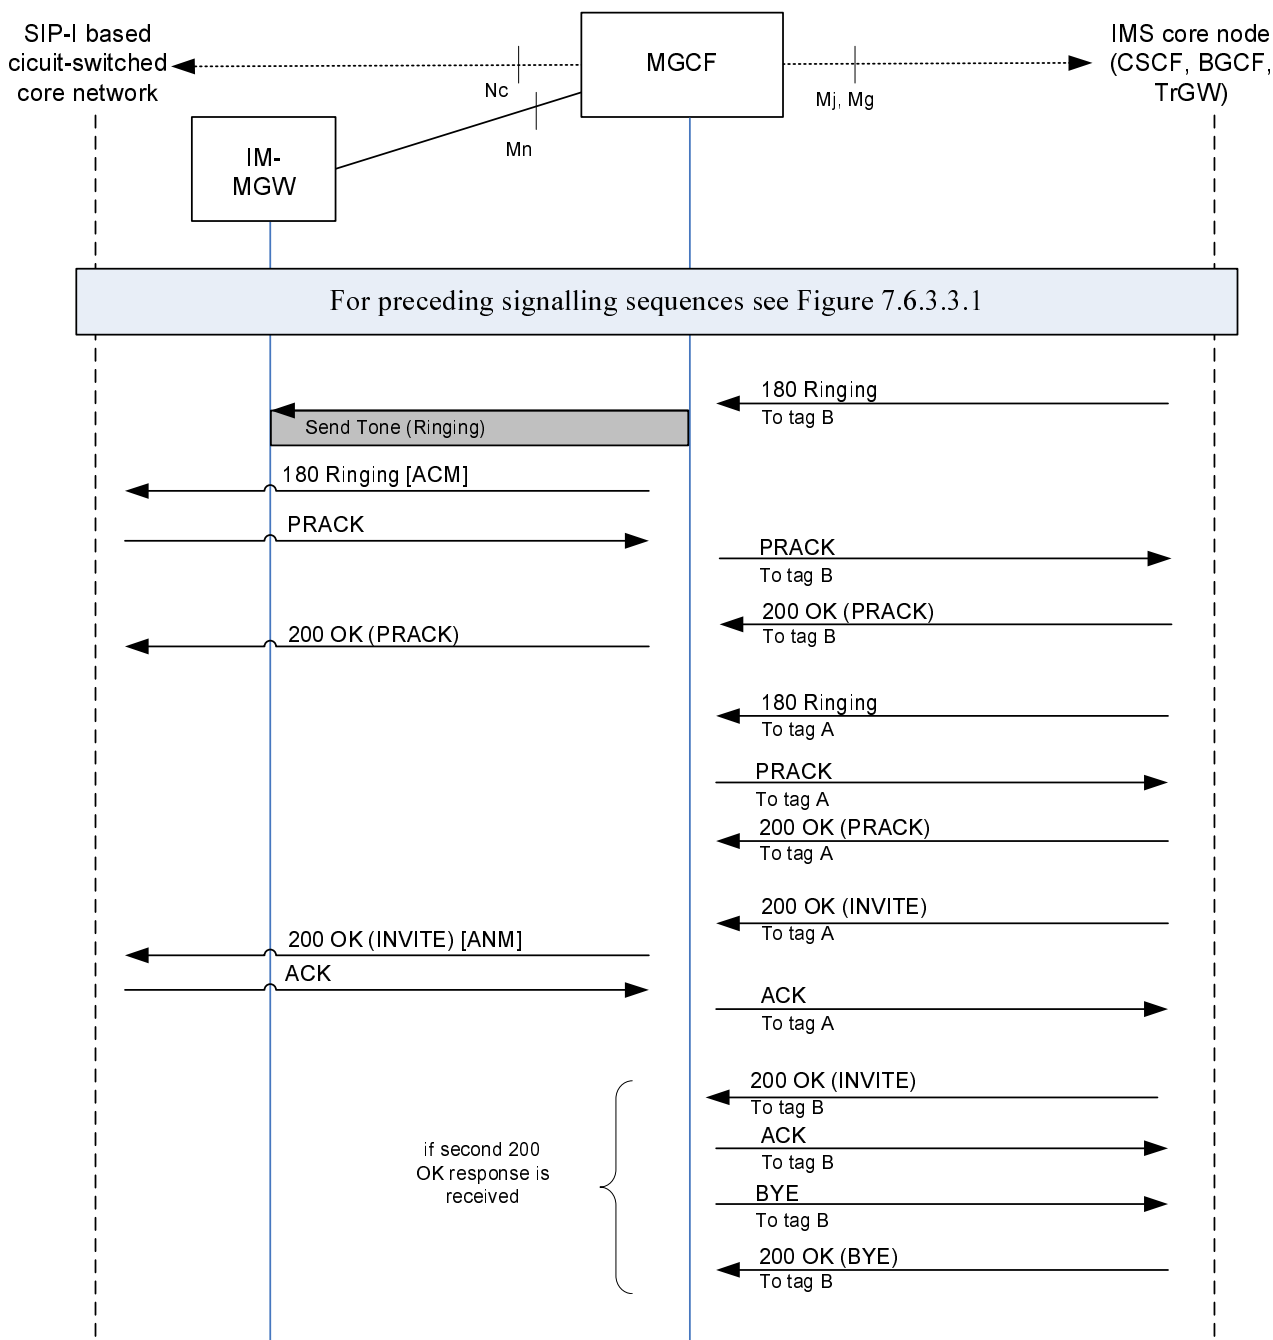 SIP-I based
cicuit-switched
core network
MGCF
IMS core node
(CSCF, BGCF,
TrGW)
Nc
Mj, Mg
Mn
IM-
MGW
For preceding signalling sequences see Figure 7.6.3.3.1
180 Ringing
To tag B
Send Tone (Ringing)
180 Ringing [ACM]
PRACK
PRACK
To tag B
200 OK (PRACK)
To tag B
200 OK (PRACK)
180 Ringing
To tag A
PRACK
To tag A
200 OK (PRACK)
To tag A
200 OK (INVITE)
To tag A
200 OK (INVITE) [ANM]
ACK
ACK
To tag A
200 OK (INVITE)
To tag B
if second 200
OK response is
received
ACK
To tag B
BYE
To tag B
200 OK (BYE)
To tag B